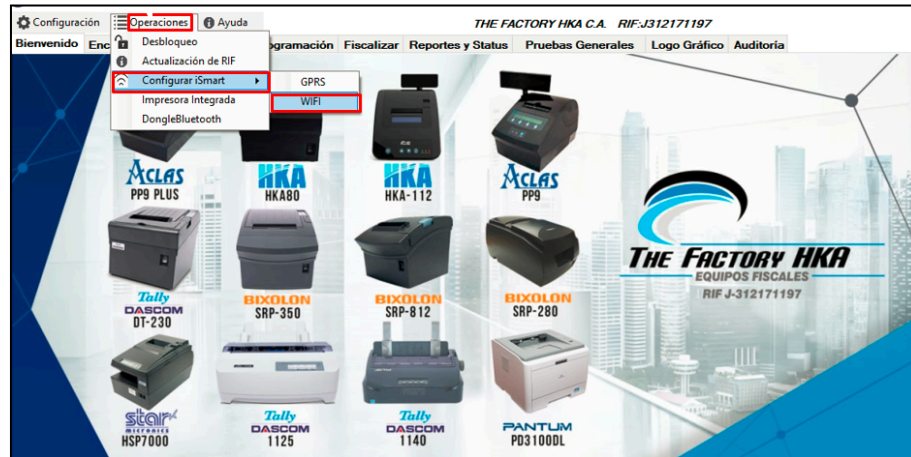 Configuración Operaciones Ayuda THE FACTORY HKA C.A. RIF:J312171197
Bienvenido Enc ogramación Fiscalizar Reportes y Status Pruebas Generales Logo Gráfico Auditoria
Desbloqueo
Actualización de RIF
Configurar iSmart GPRS
Impresora Integrada WIFI
DongleBluetooth
ACLAS HKA HKA ACLAS
PP9 PLUS HKA80 HKA-112 PP9
THE FACTORY HKA
EQUIPOS FISCALES
RIF J-312171197
Tally DASCOM BIXOLON BIXOLON BIXOLON
DT-230 SRP-350 SRP-812 SRP-280
star micronics Tally DASCOM Tally DASCOM PANTUM
HSP7000 1125 1140 PD3100DL